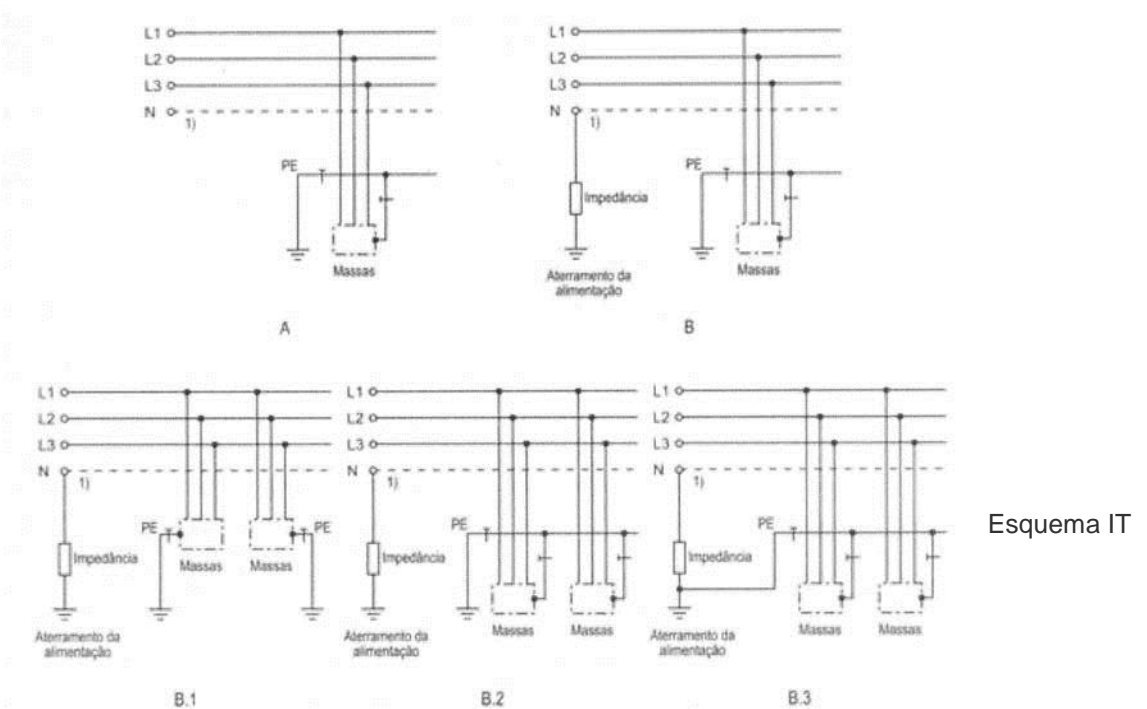 L1
L2
L3
N
1)
PE
Massas
A
L1
L2
L3
N
1)
PE
Impedância
Aterramento da
alimentação
Massas
B
L1
L2
L3
N
1)
PE
PE
Impedância
Massas
Massas
Aterramento da
alimentação
B.1
L1
L2
L3
N
1)
PE
Impedância
Massas
Massas
Aterramento da
alimentação
B.2
L1
L2
L3
N
1)
PE
Impedância
Massas
Massas
Aterramento da
alimentação
B.3
Esquema IT